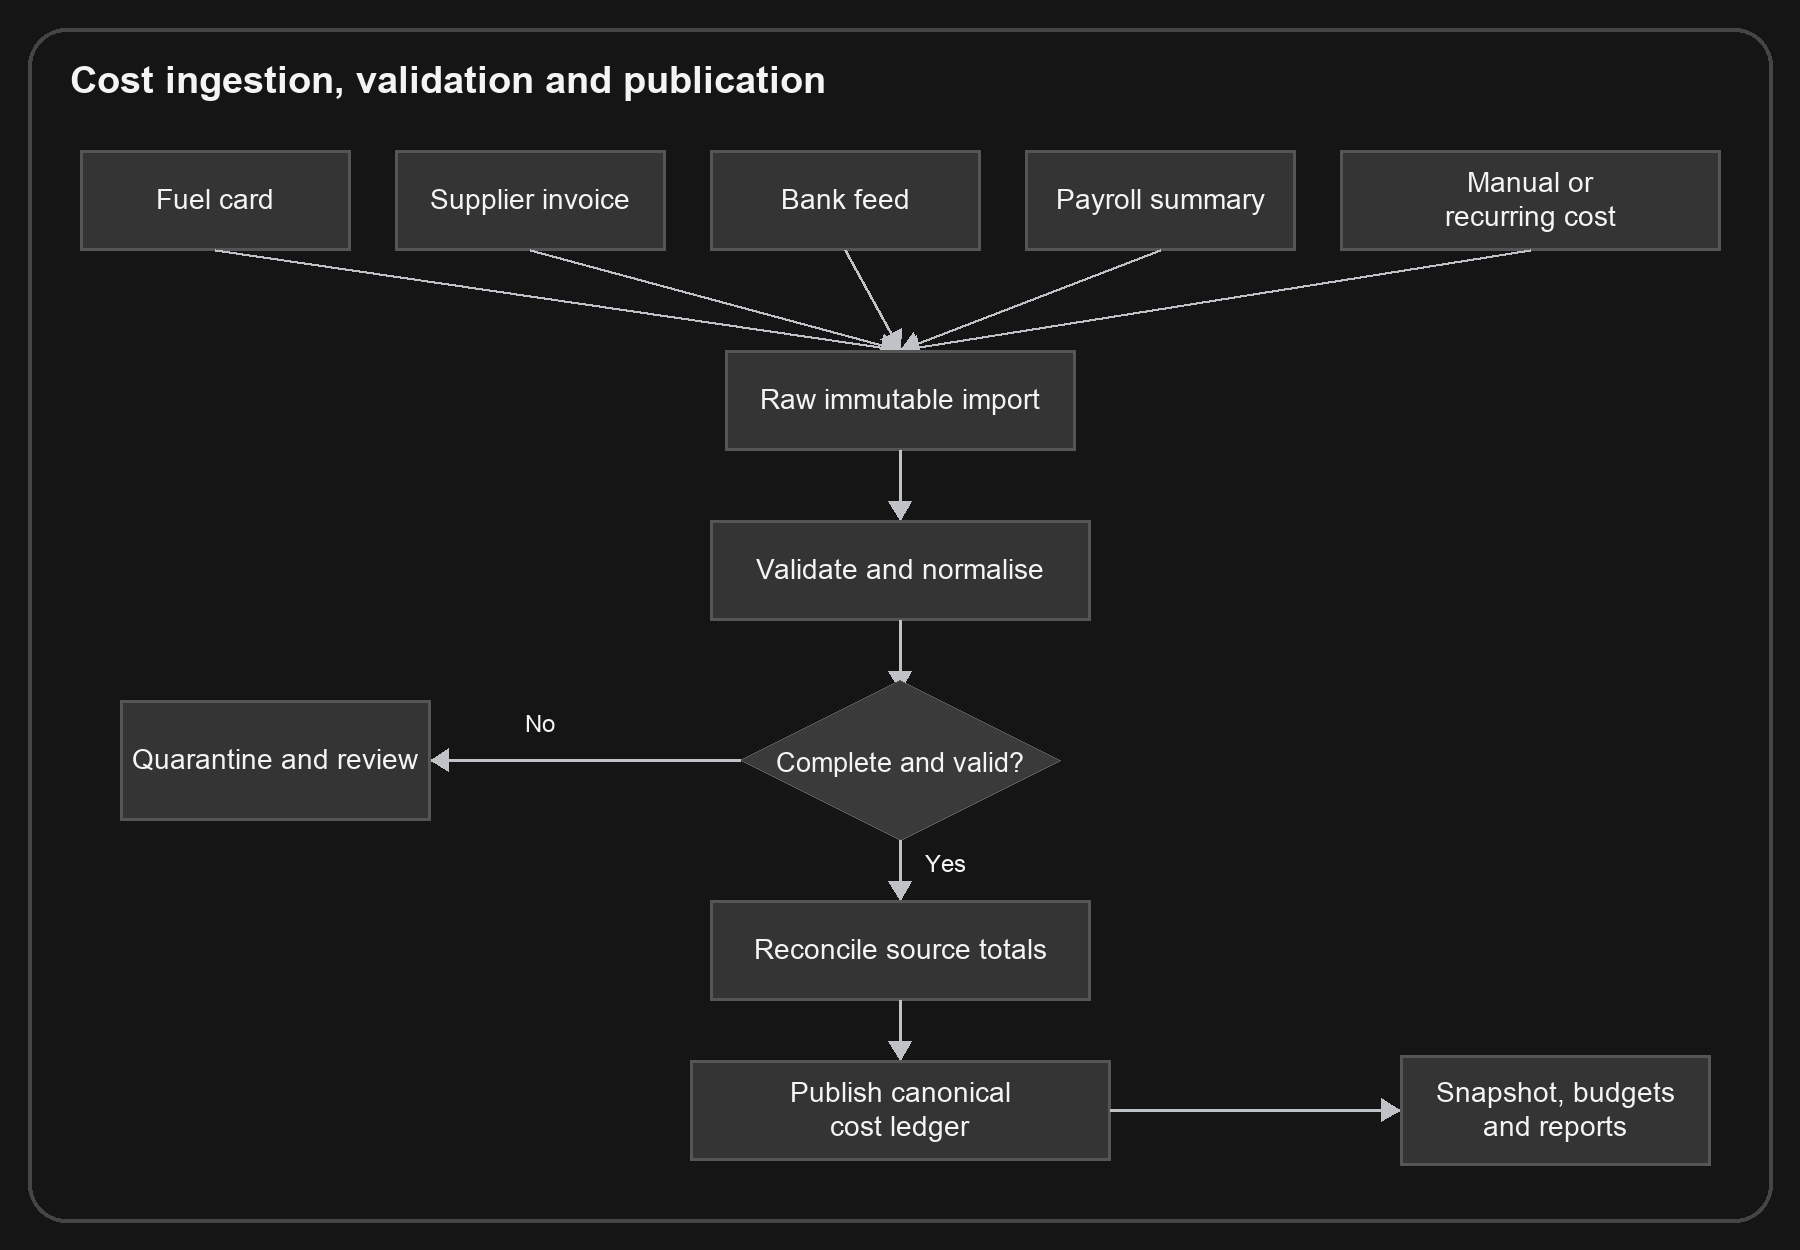 Cost ingestion, validation and publication
Fuel card
Supplier invoice
Bank feed
Payroll summary
Manual or
recurring cost
Raw immutable import
Validate and normalise
Complete and valid?
No
Quarantine and review
Yes
Reconcile source totals
Publish canonical
cost ledger
Snapshot, budgets
and reports